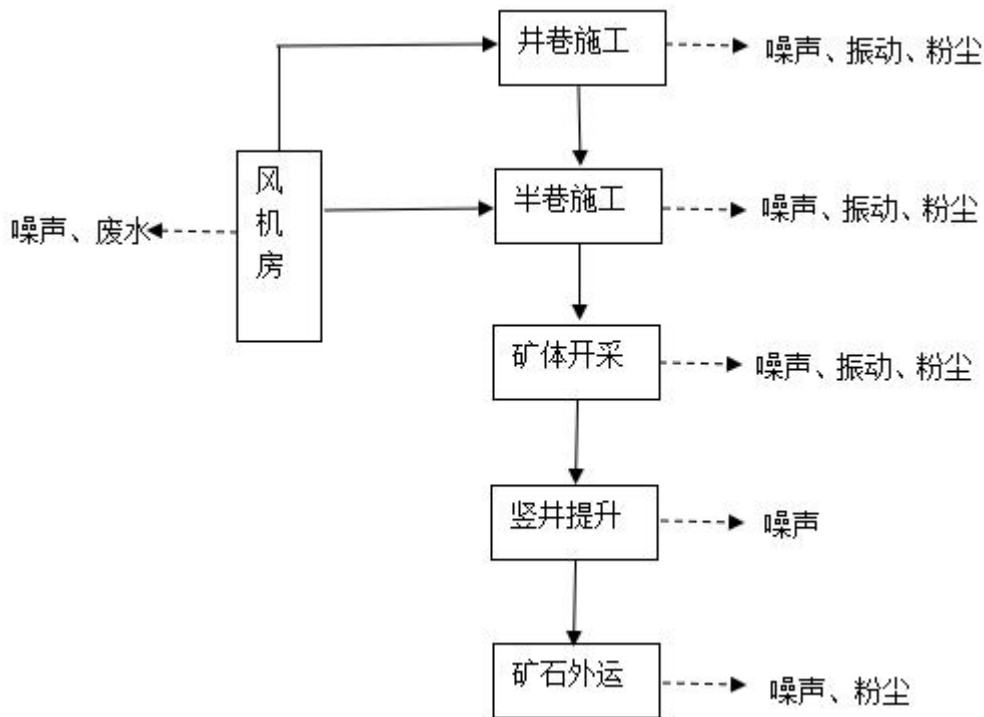 井巷施工
噪声、振动、粉尘
风
机
房
噪声、废水
半巷施工
噪声、振动、粉尘
矿体开采
噪声、振动、粉尘
竖井提升
噪声
矿石外运
噪声、粉尘